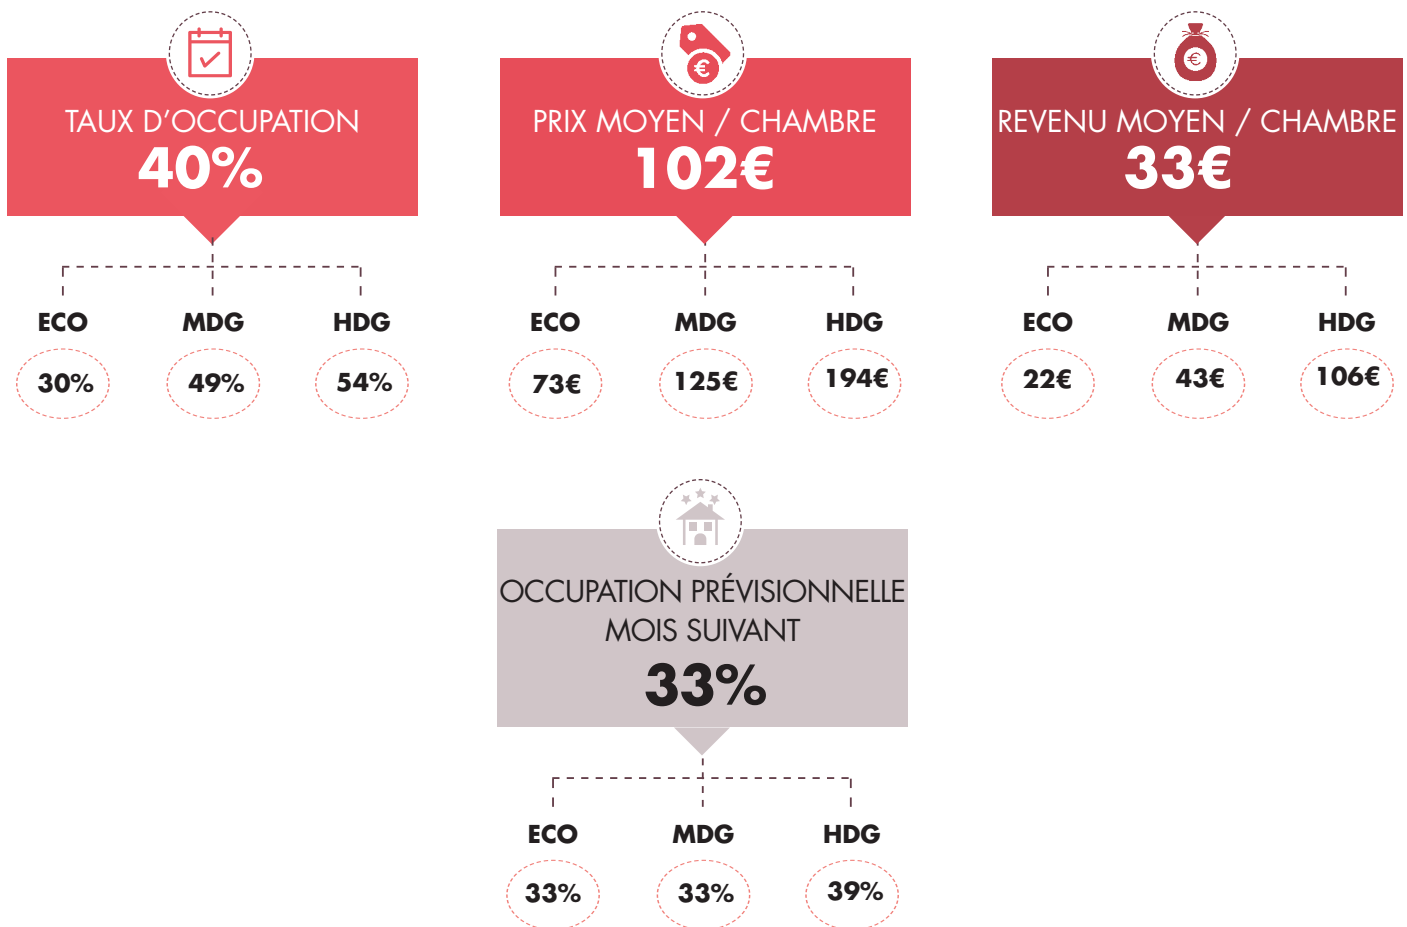 TAUX D’OCCUPATION
40%
ECO MDG HDG
30% 49% 54%
€
PRIX MOYEN / CHAMBRE
102€
ECO MDG HDG
73€ 125€ 194€
€
REVENU MOYEN / CHAMBRE
33€
ECO MDG HDG
22€ 43€ 106€
OCCUPATION PRÉVISIONNELLE
MOIS SUIVANT
33%
ECO MDG HDG
33% 33% 39%